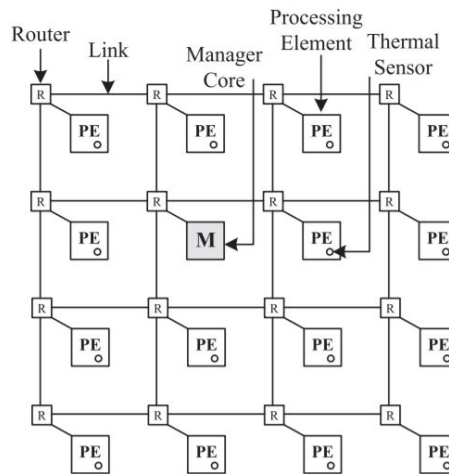 Router
Link
Manager
Core
Processing
Element
Thermal
Sensor
R R R R
PE PE PE PE
R R R R
PE M PE PE
R R R R
PE PE PE PE
R R R R
PE PE PE PE